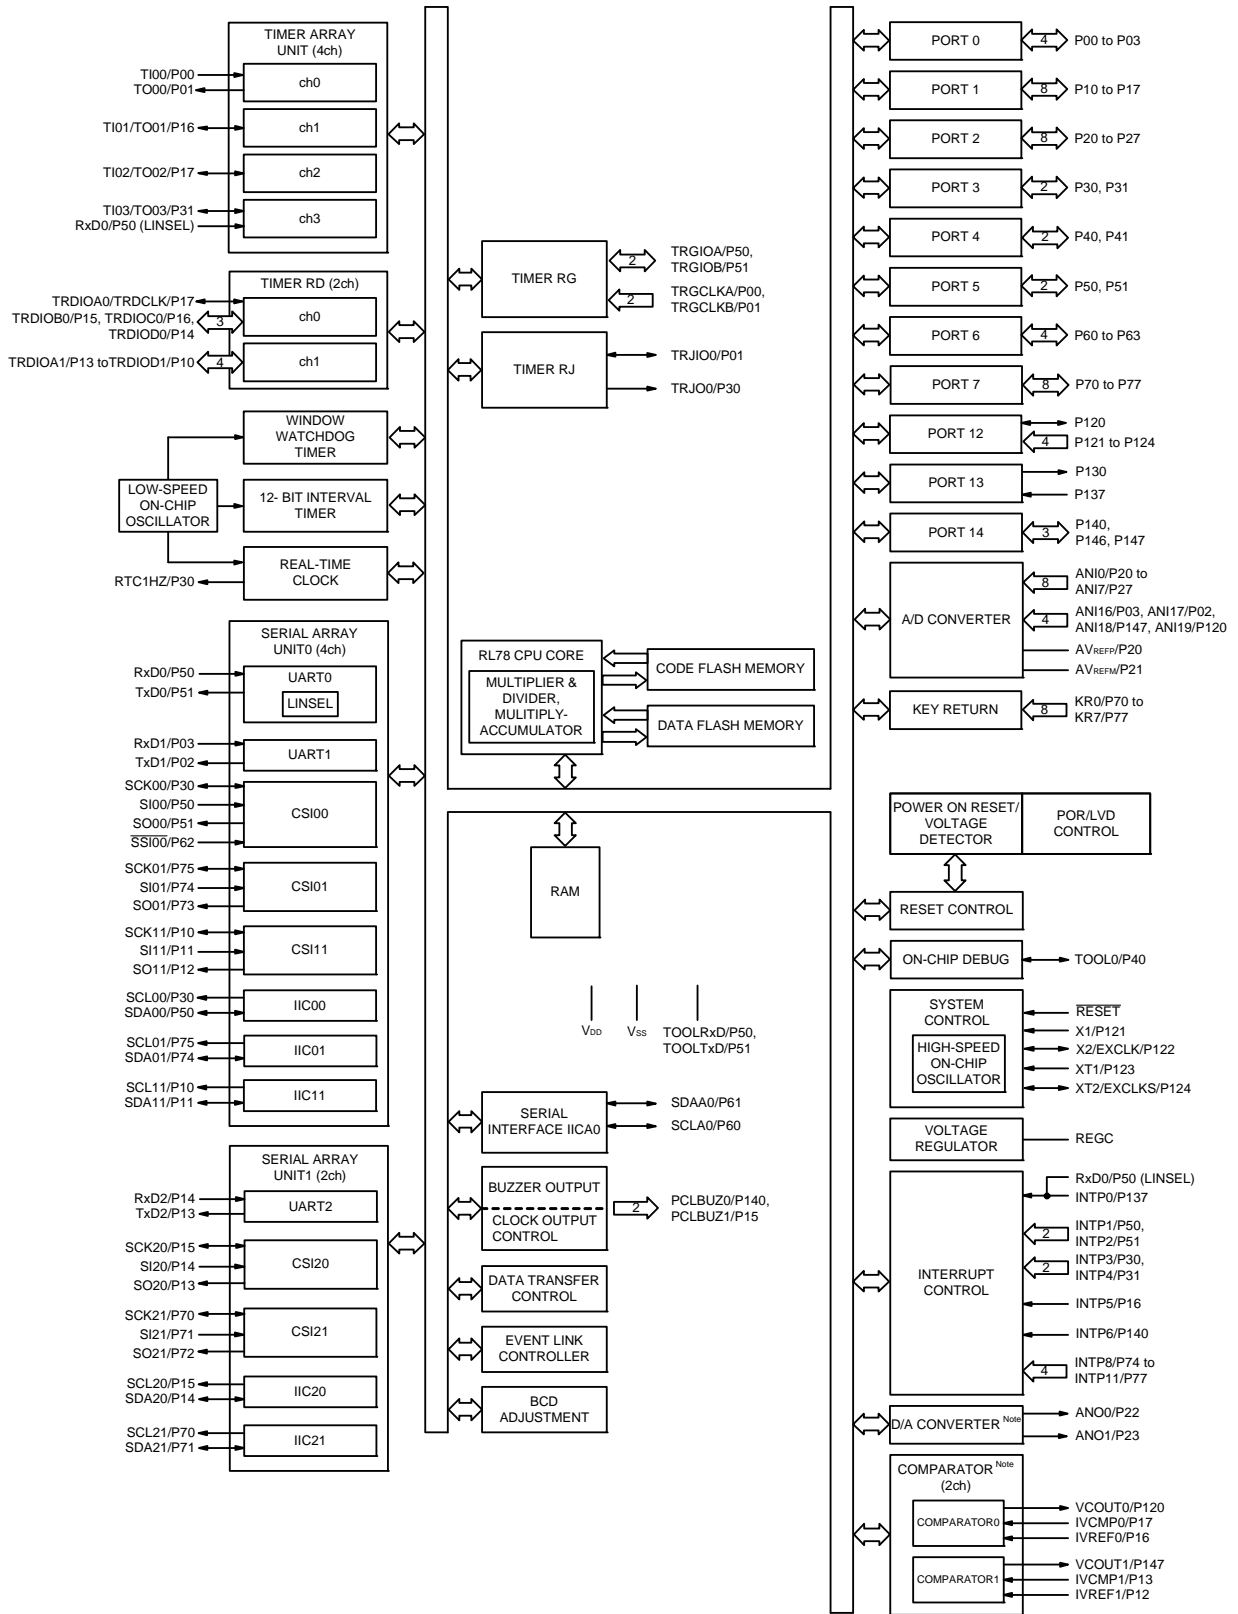 TIMER ARRAY
UNIT (4ch)
TI00/P00
TO00/P01
ch0
TI01/TO01/P16
ch1
TI02/TO02/P17
ch2
TI03/TO03/P31
RxD0/P50 (LINSEL)
ch3
TIMER RD (2ch)
TRDIOA0/TRDCLK/P17
TRDIOB0/P15, TRDIOC0/P16,
TRDIOD0/P14
3
ch0
TRDIOA1/P13 toTRDIOD1/P10
4
ch1
WINDOW
WATCHDOG
TIMER
LOW-SPEED
ON-CHIP
OSCILLATOR
12- BIT INTERVAL
TIMER
REAL-TIME
CLOCK
RTC1HZ/P30
SERIAL ARRAY
UNIT0 (4ch)
RxD0/P50
TxD0/P51
UART0
LINSEL
RxD1/P03
TxD1/P02
UART1
SCK00/P30
SI00/P50
SO00/P51
SSI00/P62
CSI00
SCK01/P75
SI01/P74
SO01/P73
CSI01
SCK11/P10
SI11/P11
SO11/P12
CSI11
SCL00/P30
SDA00/P50
IIC00
SCL01/P75
SDA01/P74
IIC01
SCL11/P10
SDA11/P11
IIC11
SERIAL ARRAY
UNIT1 (2ch)
RxD2/P14
TxD2/P13
UART2
SCK20/P15
SI20/P14
SO20/P13
CSI20
SCK21/P70
SI21/P71
SO21/P72
CSI21
SCL20/P15
SDA20/P14
IIC20
SCL21/P70
SDA21/P71
IIC21
TIMER RG
2
TRGIOA/P50,
TRGIOB/P51
2
TRGCLKA/P00,
TRGCLKB/P01
TIMER RJ
TRJIO0/P01
TRJO0/P30
RL78 CPU CORE
MULTIPLIER &
DIVIDER,
MULTIPLY-
ACCUMULATOR
CODE FLASH MEMORY
DATA FLASH MEMORY
RAM
VDD
VSS
TOOLRxD/P50,
TOOLTxD/P51
SERIAL
INTERFACE IICA0
SDAA0/P61
SCLA0/P60
BUZZER OUTPUT
CLOCK OUTPUT
CONTROL
2
PCLBUZ0/P140,
PCLBUZ1/P15
DATA TRANSFER
CONTROL
EVENT LINK
CONTROLLER
BCD
ADJUSTMENT
PORT 0
4
P00 to P03
PORT 1
8
P10 to P17
PORT 2
8
P20 to P27
PORT 3
2
P30, P31
PORT 4
2
P40, P41
PORT 5
2
P50, P51
PORT 6
4
P60 to P63
PORT 7
8
P70 to P77
PORT 12
P120
4
P121 to P124
PORT 13
P130
P137
PORT 14
3
P140,
P146, P147
A/D CONVERTER
8
ANI0/P20 to
ANI7/P27
4
ANI16/P03, ANI17/P02,
ANI18/P147, ANI19/P120
AVREFP/P20
AVREFM/P21
KEY RETURN
8
KR0/P70 to
KR7/P77
POWER ON RESET/
VOLTAGE
DETECTOR
POR/LVD
CONTROL
RESET CONTROL
ON-CHIP DEBUG
TOOL0/P40
SYSTEM
CONTROL
HIGH-SPEED
ON-CHIP
OSCILLATOR
RESET
X1/P121
X2/EXCLK/P122
XT1/P123
XT2/EXCLKS/P124
VOLTAGE
REGULATOR
REGC
INTERRUPT
CONTROL
RxD0/P50 (LINSEL)
INTP0/P137
2
INTP1/P50,
INTP2/P51
2
INTP3/P30,
INTP4/P31
INTP5/P16
INTP6/P140
4
INTP8/P74 to
INTP11/P77
D/A CONVERTER Note
ANO0/P22
ANO1/P23
COMPARATOR Note
(2ch)
COMPARATOR0
VCOUT0/P120
IVCMP0/P17
IVREF0/P16
COMPARATOR1
VCOUT1/P147
IVCMP1/P13
IVREF1/P12